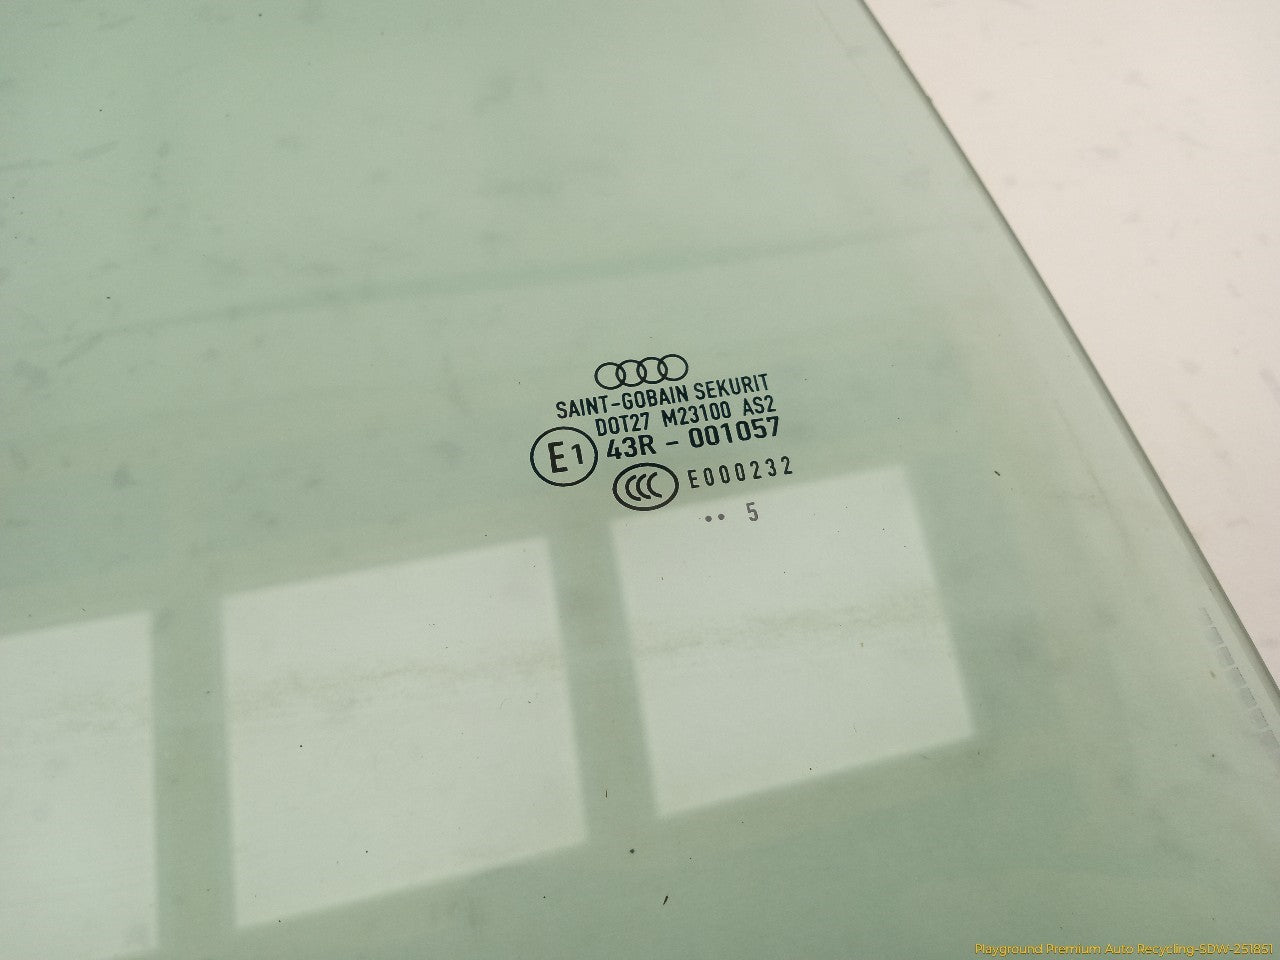 SAINT-GOBAIN SEKURIT
DOT27 M23100 AS2
E1 43R - 001057
CCC E000232
•• 5
Playground Premium Auto Recycling-SDW-251851